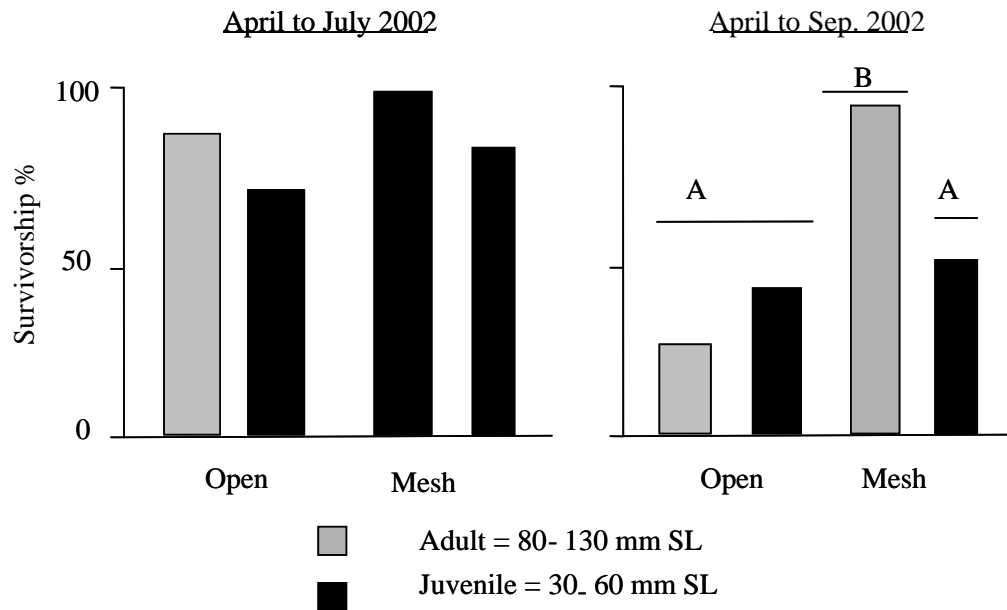 April to July 2002
April to Sep. 2002
Survivorship %
100
50
0
B
A
A
Open
Mesh
Open
Mesh
Adult = 80- 130 mm SL
Juvenile = 30- 60 mm SL